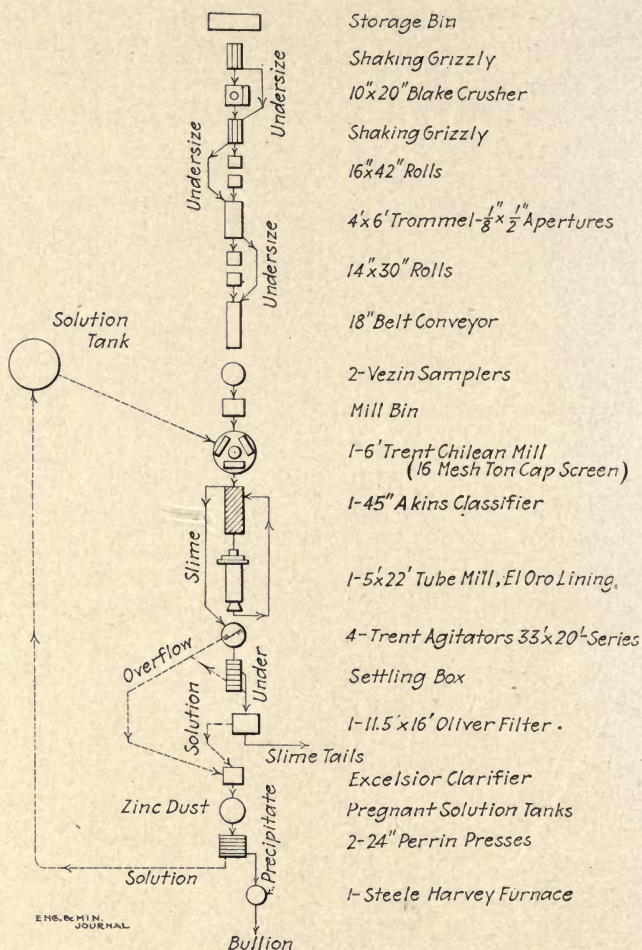 Storage Bin
Shaking Grizzly
Undersize
10"x20" Blake Crusher
Shaking Grizzly
Undersize
16"x42" Rolls
4'x6' Trommel-1/8"x 1/2" Apertures
Undersize
14"x30" Rolls
18" Belt Conveyor
Solution
Tank
2-Vezin Samplers
Mill Bin
1-6' Trent Chilean Mill
(16 Mesh Ton Cap Screen)
1-45" Akins Classifier
Slime
1-5'x22' Tube Mill, El Oro Lining.
4-Trent Agitators 33'x20'-Series
Overflow
Under
Settling Box
Solution
1-11.5'x16' Oliver Filter.
Slime Tails
Excelsior Clarifier
Zinc Dust
Pregnant Solution Tanks
Precipitate
2-24" Perrin Presses
Solution
1-Steele Harvey Furnace
ENG. & MIN.
JOURNAL
Bullion